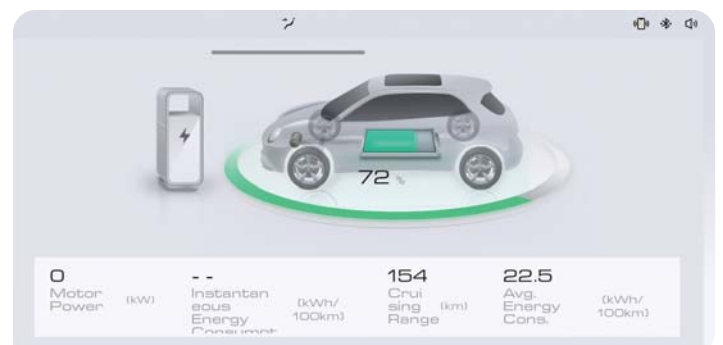 72 %
0
Motor
Power
(kW)
- -
Instantan
eous
Energy
Consumpt
(kWh/
100km)
154
Crui
sing
Range
(km)
22.5
Avg.
Energy
Cons.
(kWh/
100km)